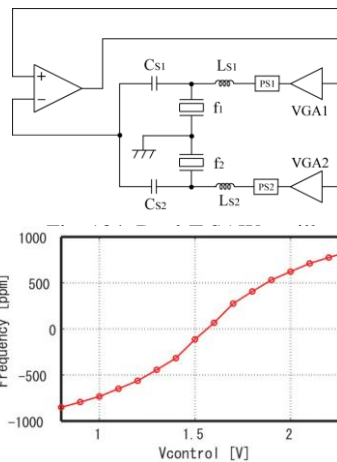 +
−
CS1
LS1
PS1
VGA1
f1
f2
VGA2
CS2
LS2
PS2
1000
500
0
−500
−1000
Frequency [ppm]
1
1.5
2
Vcontrol [V]